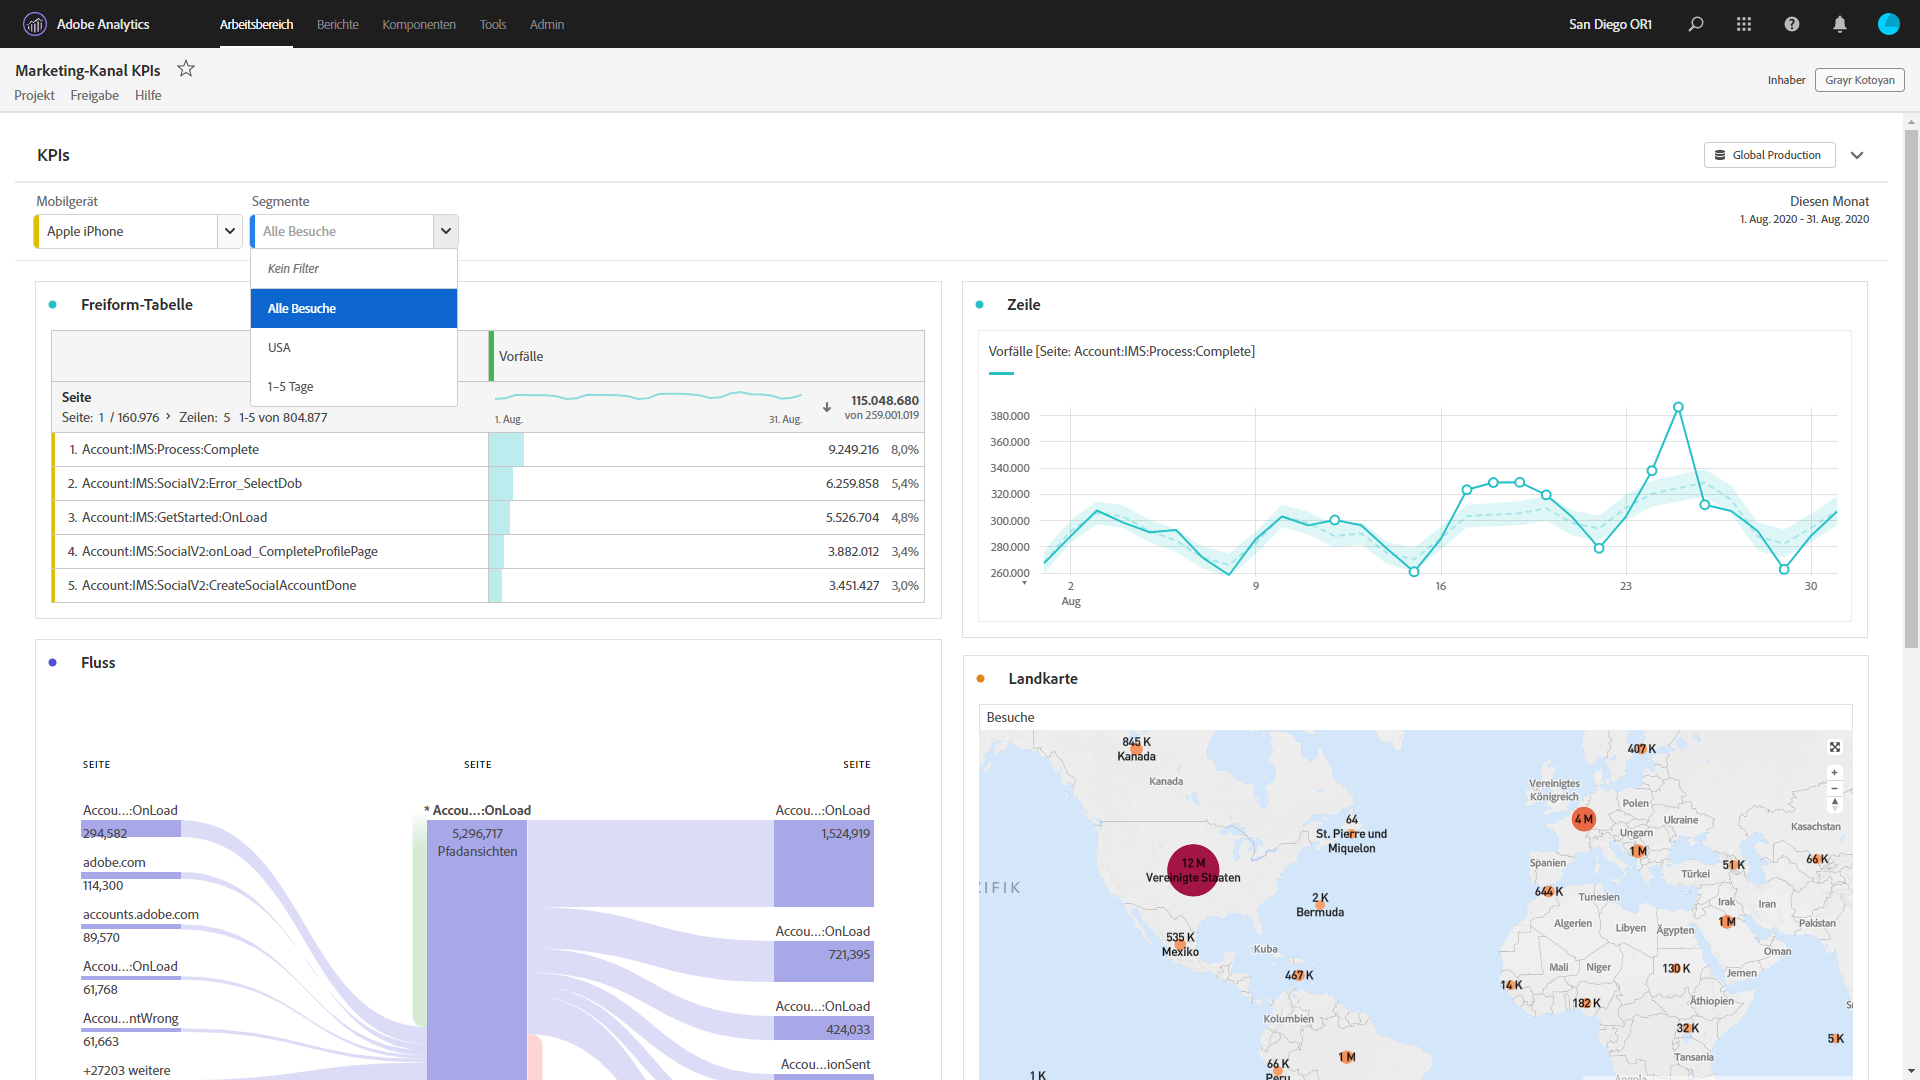 Adobe Analytics
Arbeitsbereich Berichte Komponenten Tools Admin
San Diego OR1
Marketing-Kanal KPIs
Projekt Freigabe Hilfe
Inhaber Grayr Kotoyan
KPIs
Global Production
Mobilgerät
Segmente
Apple iPhone
Alle Besuche
Diesen Monat
1. Aug. 2020 - 31. Aug. 2020
Kein Filter
Alle Besuche
USA
1–5 Tage
Freiform-Tabelle
Vorfälle
Seite
Seite: 1 / 160.976 > Zeilen: 5 1-5 von 804.877
1. Aug.
31. Aug.
115.048.680
von 259.001.019
1. Account:IMS:Process:Complete 9.249.216 8,0%
2. Account:IMS:SocialV2:Error_SelectDob 6.259.858 5,4%
3. Account:IMS:GetStarted:OnLoad 5.526.704 4,8%
4. Account:IMS:SocialV2:onLoad_CompleteProfilePage 3.882.012 3,4%
5. Account:IMS:SocialV2:CreateSocialAccountDone 3.451.427 3,0%
Zeile
Vorfälle [Seite: Account:IMS:Process:Complete]
380.000
360.000
340.000
320.000
300.000
280.000
260.000
2 9 16 23 30
Aug
Fluss
SEITE SEITE SEITE
Accou...:OnLoad
294,582
adobe.com
114,300
accounts.adobe.com
89,570
Accou...:OnLoad
61,768
Accou...ntWrong
61,663
+27203 weitere
* Accou...:OnLoad
5,296,717
Pfadansichten
Accou...:OnLoad
1,524,919
Accou...:OnLoad
721,395
Accou...:OnLoad
424,033
Accou...ionSent
Landkarte
Besuche
845 K
Kanada
Kanada
407 K
Vereinigtes
Königreich
Polen
4 M
Ukraine
Kasachstan
Ungarn
64
St. Pierre und
Miquelon
1 M
Spanien
51 K
66 K
Türkei
12 M
Vereinigte Staaten
IFIK
644 K
Tunesien
Irak
Iran
2 K
Bermuda
1 M
Algerien
Libyen
Ägypten
Pakistan
535 K
Mexiko
Kuba
Oman
467 K
Mali
Niger
130 K
Jemen
14 K
182 K
Äthiopien
Kolumbien
32 K
5 K
1 M
Tansania
66 K
Peru
1 K
Angola